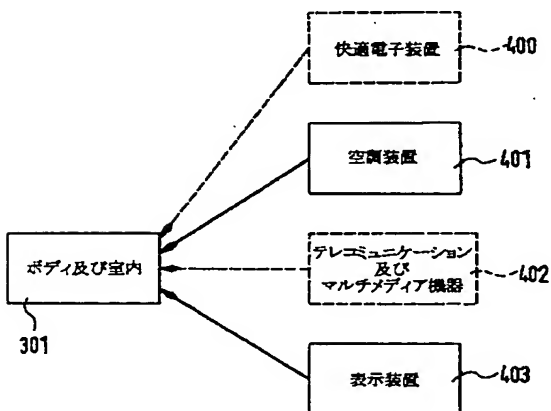 快適電子装置
400
空調装置
401
ボディ及び室内
301
テレコミュニケーション
及び
マルチメディア機器
402
表示装置
403